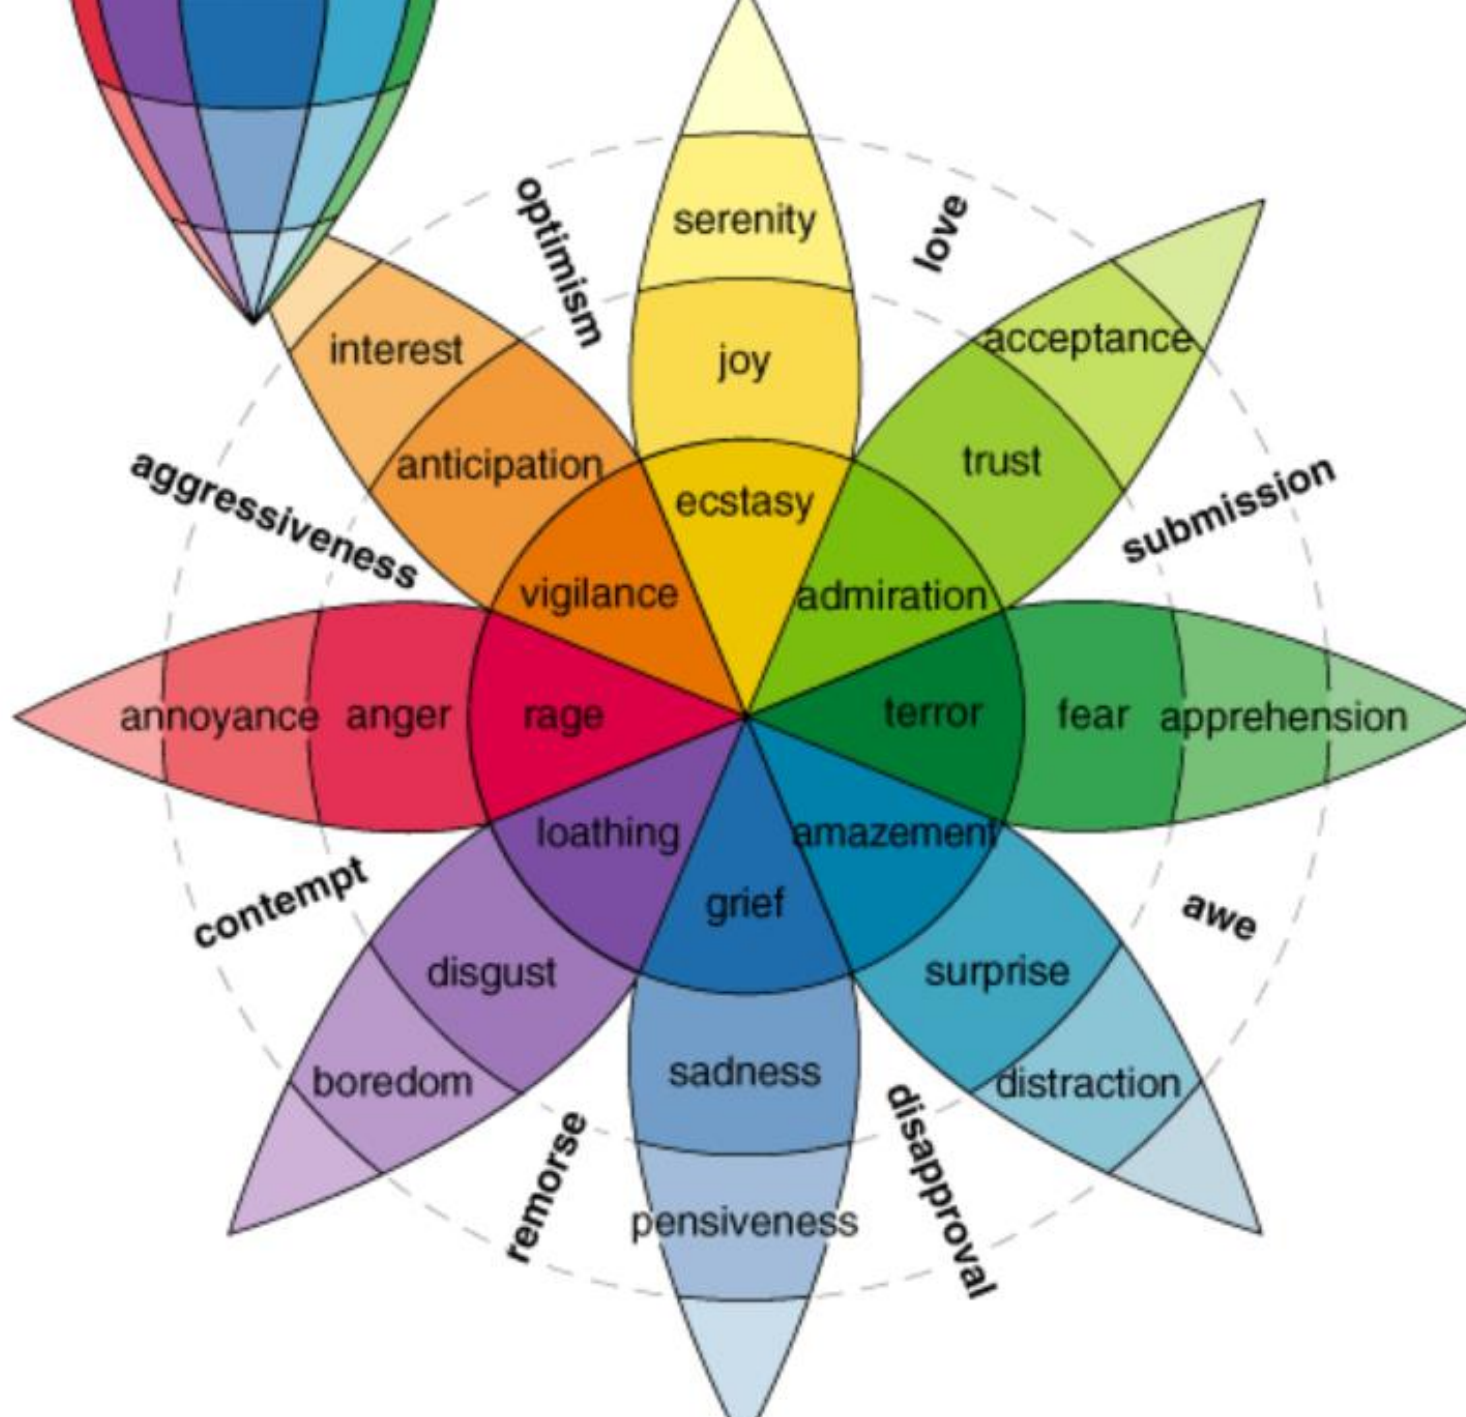 optimism
serenity
love
interest
joy
acceptance
aggressiveness
anticipation
ecstasy
trust
submission
vigilance
admiration
annoyance
anger
rage
terror
fear
apprehension
contempt
loathing
grief
amazement
awe
disgust
sadness
surprise
boredom
distraction
remorse
pensiveness
disapproval